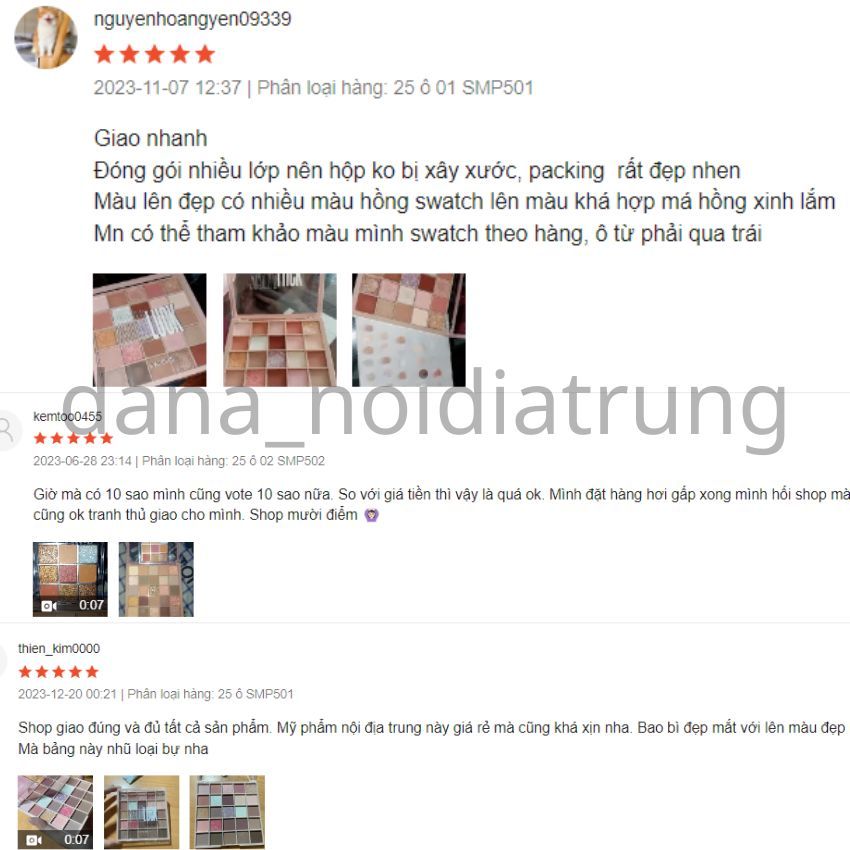 nguyenhoangyen09339
2023-11-07 12:37 | Phân loại hàng: 25 ô 01 SMP501
Giao nhanh
Đóng gói nhiều lớp nên hộp ko bị xây xước, packing rất đẹp nhen
Màu lên đẹp có nhiều màu hồng swatch lên màu khá hợp má hồng xinh lắm
Mn có thể tham khảo màu mình swatch theo hàng, ô từ phải qua trái
dana_noidiatrung
kemtoo0455
2023-06-28 23:14 | Phân loại hàng: 25 ô 02 SMP502
Giờ mà có 10 sao mình cũng vote 10 sao nữa. So với giá tiền thì vậy là quá ok. Mình đặt hàng hơi gấp xong mình hối shop mà
cũng ok tranh thủ giao cho mình. Shop mười điểm 🙆🏻
0:07
thien_kim0000
2023-12-20 00:21 | Phân loại hàng: 25 ô SMP501
Shop giao đúng và đủ tất cả sản phẩm. Mỹ phẩm nội địa trung này giá rẻ mà cũng khá xịn nha. Bao bì đẹp mắt với lên màu đẹp
Mà bảng này nhũ loại bự nha
0:07